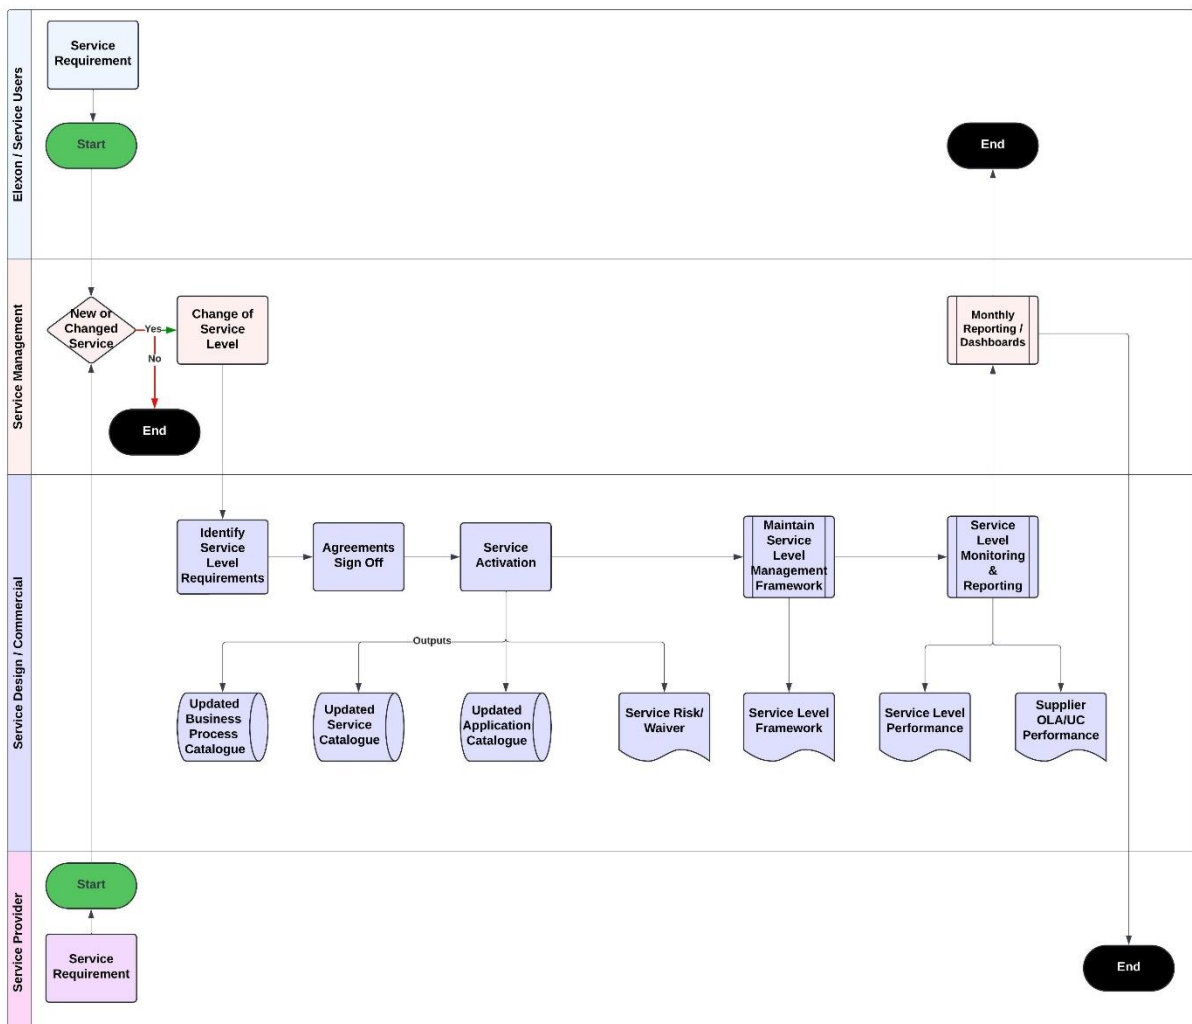 Elexon / Service Users
Service
Requirement
Start
End
Service Management
New or
Changed
Service
Yes
No
Change of
Service
Level
End
Monthly
Reporting /
Dashboards
Service Design / Commercial
Identify
Service
Level
Requirements
Agreements
Sign Off
Service
Activation
Maintain
Service
Level
Management
Framework
Service
Level
Monitoring
&
Reporting
Outputs
Updated
Business
Process
Catalogue
Updated
Service
Catalogue
Updated
Application
Catalogue
Service Risk/
Waiver
Service Level
Framework
Service Level
Performance
Supplier
OLA/UC
Performance
Service Provider
Start
Service
Requirement
End